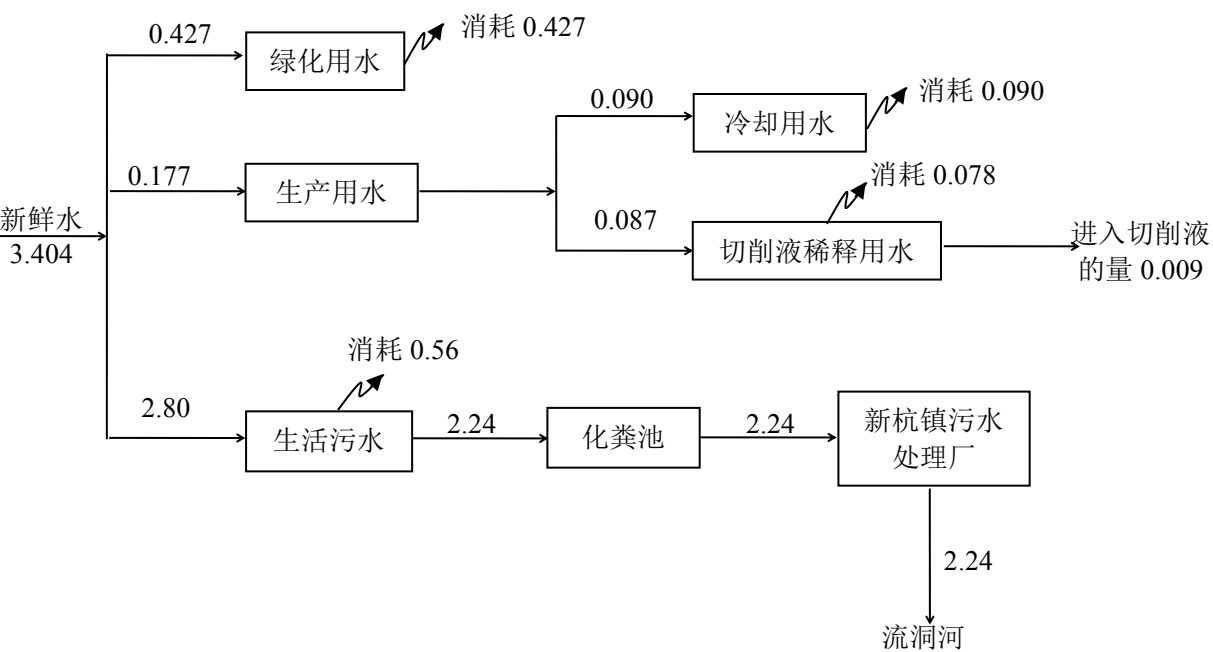 0.427
消耗 0.427
绿化用水
0.090
消耗 0.090
冷却用水
0.177
生产用水
消耗 0.078
新鲜水
3.404
0.087
切削液稀释用水
进入切削液
的量 0.009
消耗 0.56
2.80
生活污水
2.24
化粪池
2.24
新杭镇污水
处理厂
2.24
流洞河